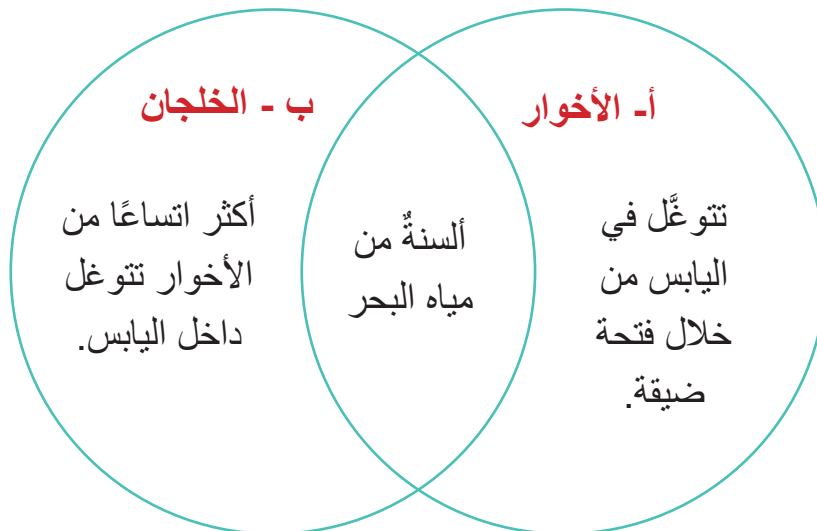 أ- الأخوار
تتوغَّل في
اليابس من
خلال فتحة
ضيقة.
ألسنةٌ من
مياه البحر
ب - الخلجان
أكثر اتساعًا من
الأخوار تتوغل
داخل اليابس.